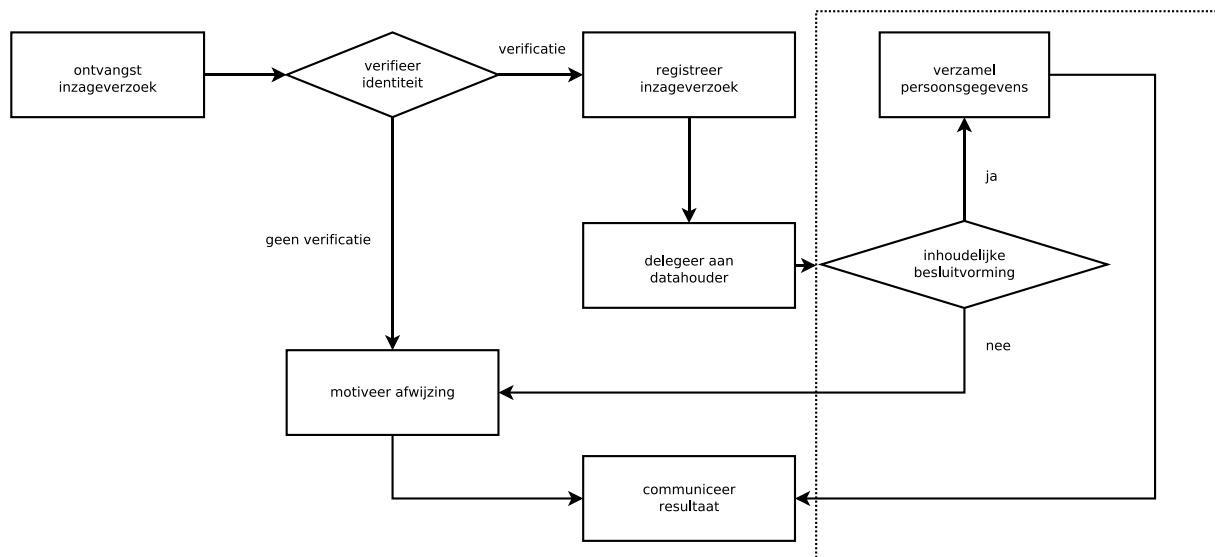 ontvangst
inzageverzoek
verifieer
identiteit
verificatie
registreer
inzageverzoek
verzamel
persoonsgegevens
ja
geen verificatie
delegeer aan
datahouder
inhoudelijke
besluitvorming
nee
motiveer afwijzing
communiceer
resultaat